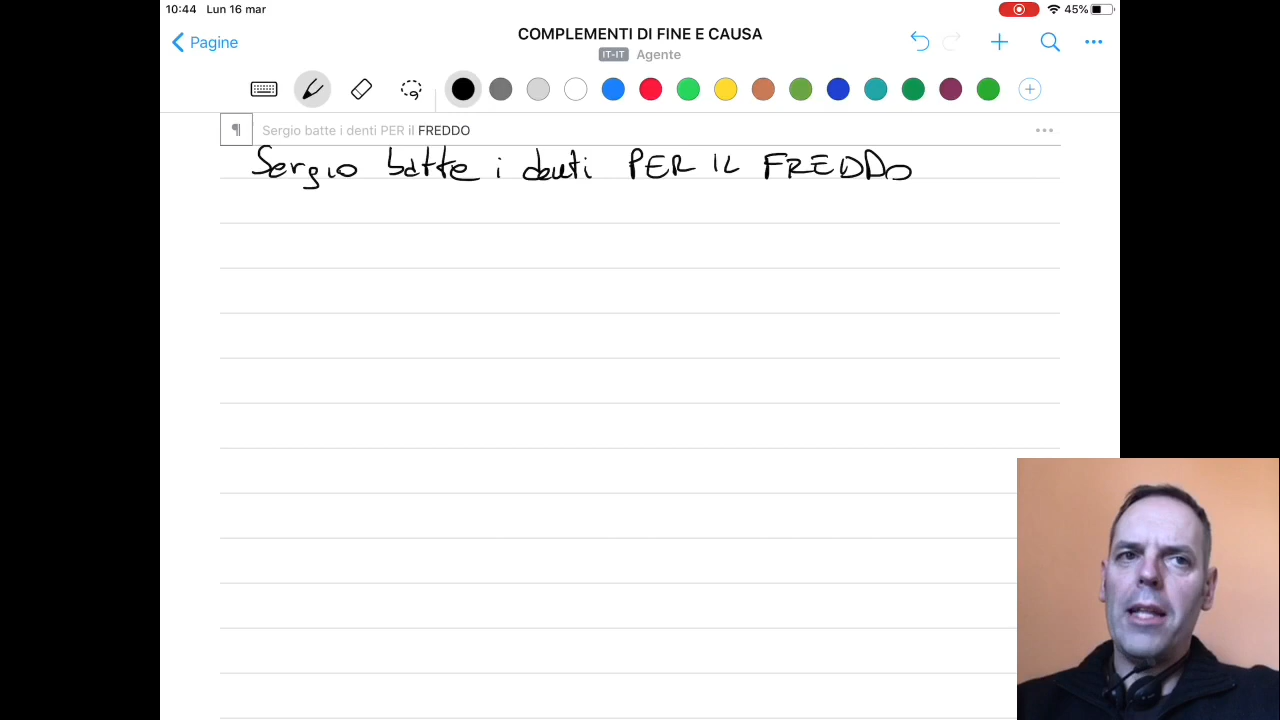 10:44 Lun 16 mar 45%
Pagine COMPLEMENTI DI FINE E CAUSA
IT-IT Agente
¶ Sergio batte i denti PER il FREDDO
Sergio batte i denti PER IL FREDDO